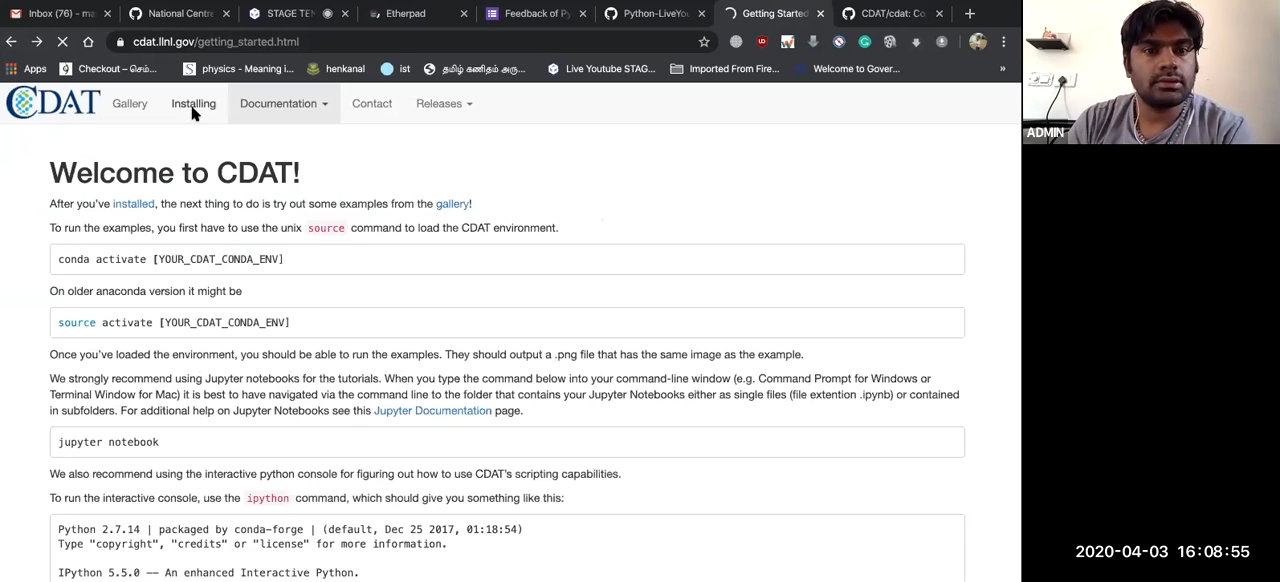 Inbox (0) - ma
National Centre
STAGE TEM
Etherpad
Feedback of Py
Python-LiveYou
Getting Started
CDAT/cdat: Co
cdat.llnl.gov/getting_started.html
Apps
Checkout – செம்...
physics - Meaning i...
henkanal
ist
தமிழ் கணிதம் அரு...
Live Youtube STAG...
Imported From Fire...
Welcome to Gover...
»
CDAT
Gallery
Installing
Documentation
Contact
Releases
Welcome to CDAT!
After you've installed, the next thing to do is try out some examples from the gallery!
To run the examples, you first have to use the unix source command to load the CDAT environment.
conda activate [YOUR_CDAT_CONDA_ENV]
On older anaconda version it might be
source activate [YOUR_CDAT_CONDA_ENV]
Once you've loaded the environment, you should be able to run the examples. They should output a .png file that has the same image as the example.
We strongly recommend using Jupyter notebooks for the tutorials. When you type the command below into your command-line window (e.g. Command Prompt for Windows or
Terminal Window for Mac) it is best to have navigated via the command line to the folder that contains your Jupyter Notebooks either as single files (file extention .ipynb) or contained
in subfolders. For additional help on Jupyter Notebooks see this Jupyter Documentation page.
jupyter notebook
We also recommend using the interactive python console for figuring out how to use CDAT's scripting capabilities.
To run the interactive console, use the ipython command, which should give you something like this:
Python 2.7.14 | packaged by conda-forge | (default, Dec 25 2017, 01:18:54)
Type "copyright", "credits" or "license" for more information.
IPython 5.5.0 -- An enhanced Interactive Python.
ADMIN
2020-04-03 16:08:55